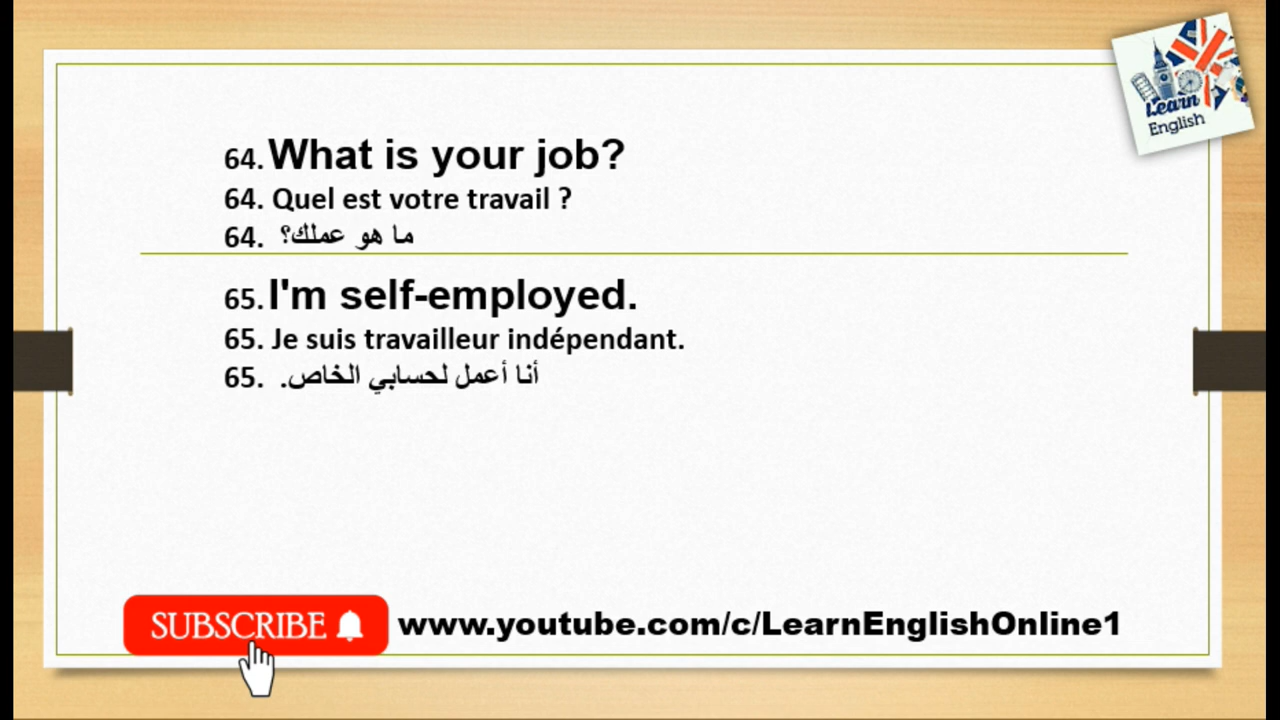 Learn
English
64. What is your job?
64. Quel est votre travail ?
64. ما هو عملك؟
65. I'm self-employed.
65. Je suis travailleur indépendant.
65. أنا أعمل لحسابي الخاص.
SUBSCRIBE www.youtube.com/c/LearnEnglishOnline1